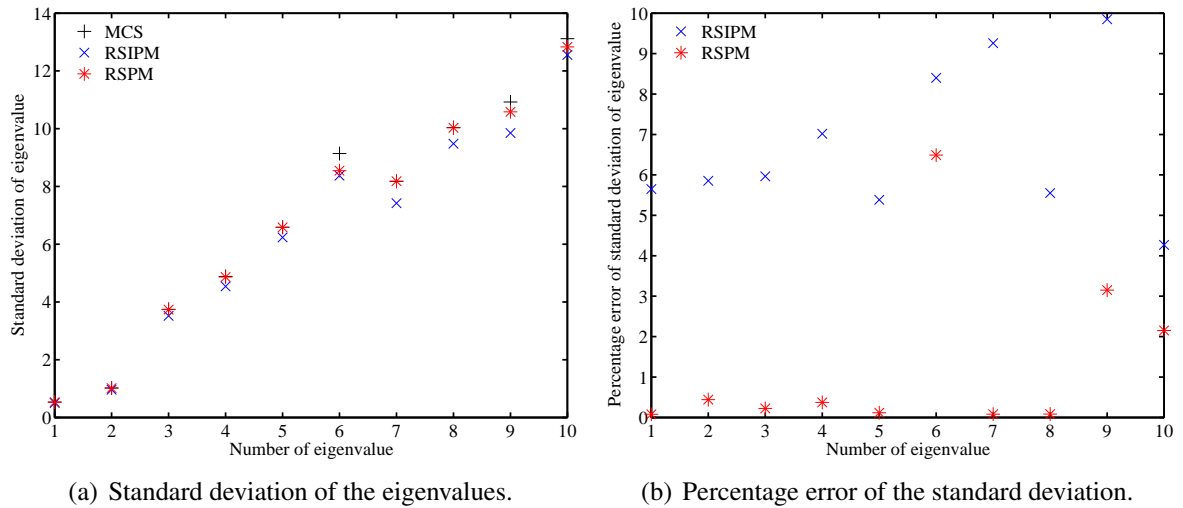 14
12
10
8
6
4
2
0
1 2 3 4 5 6 7 8 9 10
Standard deviation of eigenvalue
Number of eigenvalue
MCS
RSIPM
RSPM
(a) Standard deviation of the eigenvalues.
10
9
8
7
6
5
4
3
2
1
0
1 2 3 4 5 6 7 8 9 10
Percentage error of standard deviation of eigenvalue
Number of eigenvalue
RSIPM
RSPM
(b) Percentage error of the standard deviation.